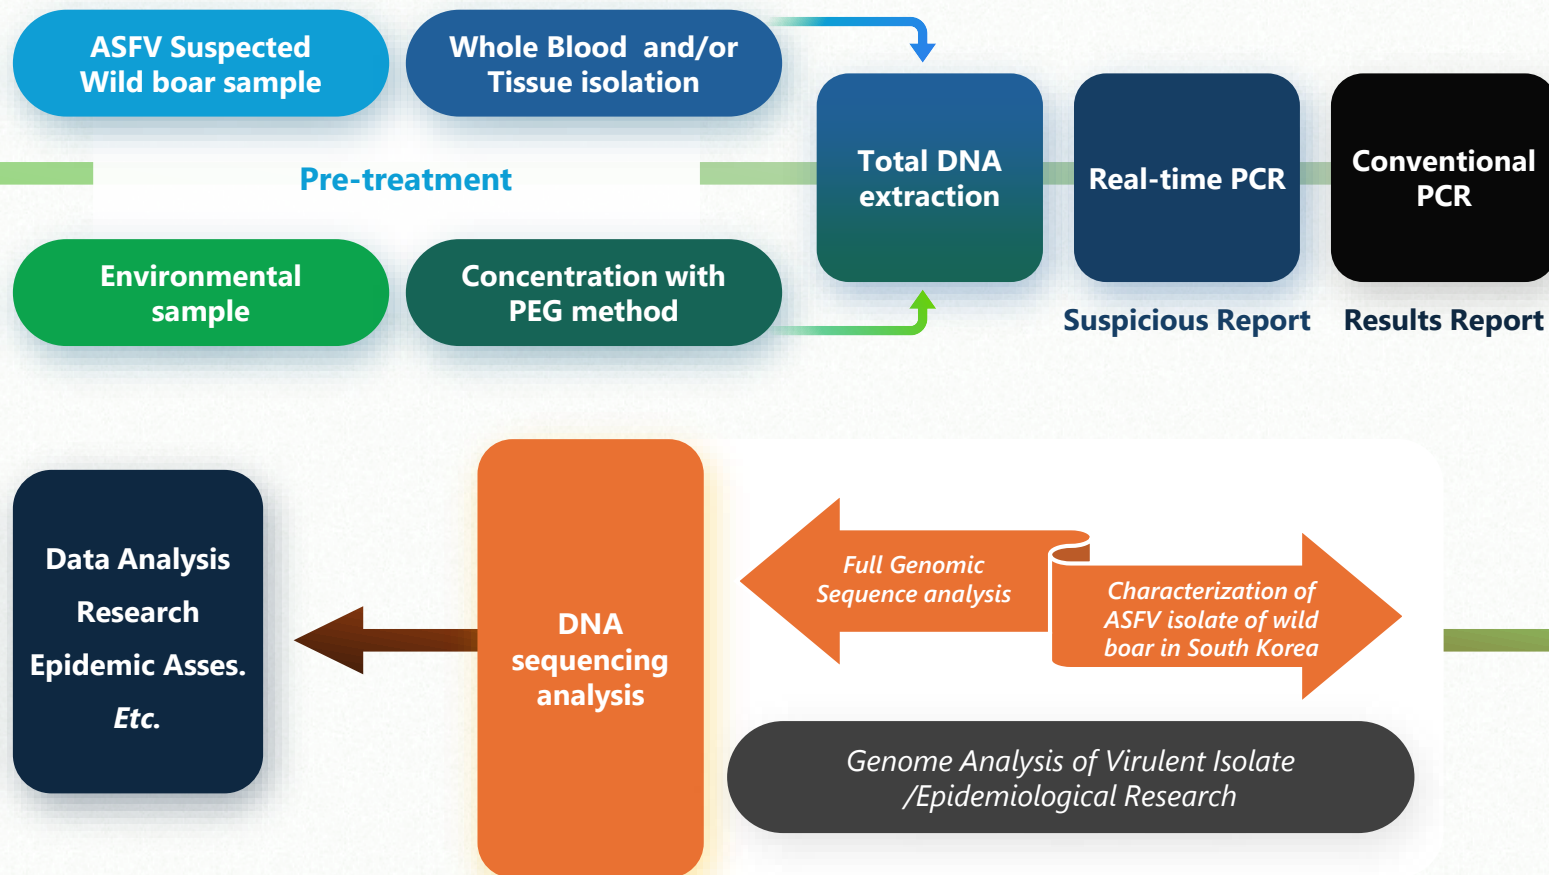 ASFV Suspected
Wild boar sample
Whole Blood and/or
Tissue isolation
Pre-treatment
Environmental
sample
Concentration with
PEG method
Total DNA
extraction
Real-time PCR
Suspicious Report
Conventional
PCR
Results Report
Data Analysis
Research
Epidemic Asses.
Etc.
DNA
sequencing
analysis
Full Genomic
Sequence analysis
Characterization of
ASFV isolate of wild
boar in South Korea
Genome Analysis of Virulent Isolate
/Epidemiological Research